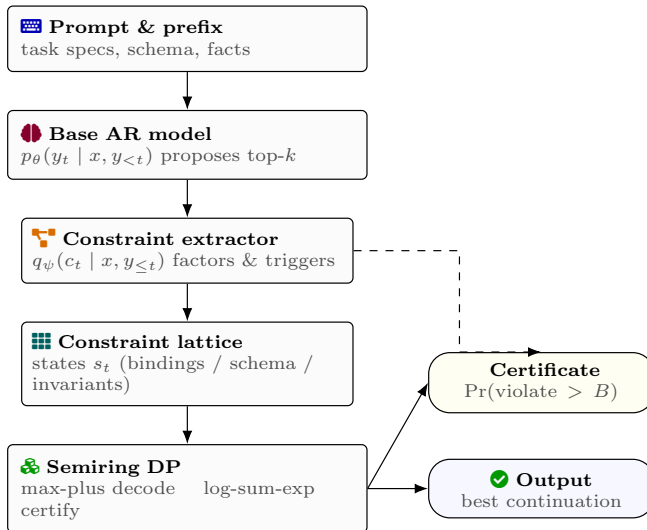 Prompt & prefix
task specs, schema, facts
Base AR model
pθ(yt | x, y<t) proposes top-k
Constraint extractor
qψ(ct | x, y≤t) factors & triggers
Constraint lattice
states st (bindings / schema /
invariants)
Semiring DP
max-plus decode log-sum-exp
certify
Certificate
Pr(violate > B)
Output
best continuation